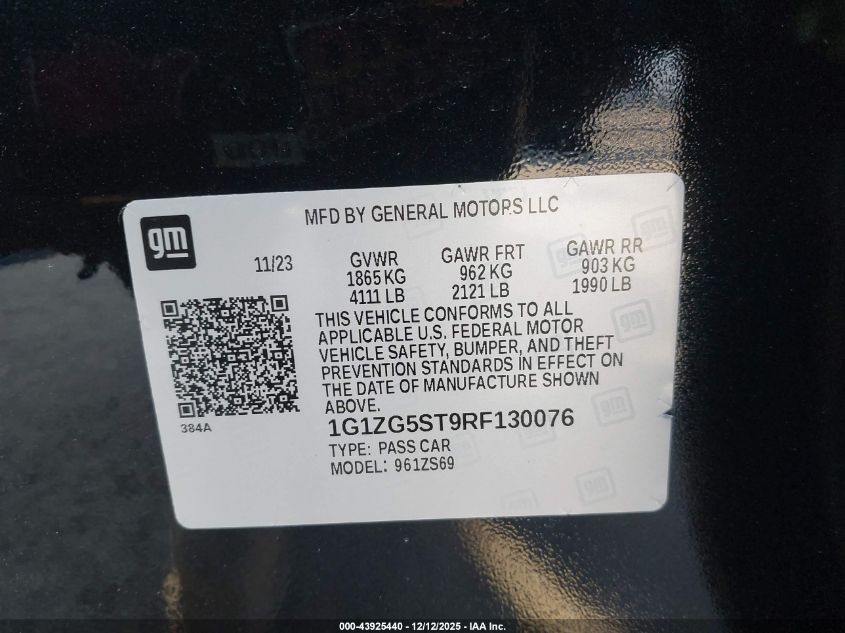 gm
MFD BY GENERAL MOTORS LLC
11/23
GVWR
1865 KG
4111 LB
GAWR FRT
962 KG
2121 LB
GAWR RR
903 KG
1990 LB
THIS VEHICLE CONFORMS TO ALL
APPLICABLE U.S. FEDERAL MOTOR
VEHICLE SAFETY, BUMPER, AND THEFT
PREVENTION STANDARDS IN EFFECT ON
THE DATE OF MANUFACTURE SHOWN
ABOVE.
384A
1G1ZG5ST9RF130076
TYPE: PASS CAR
MODEL: 961ZS69
000-43925440 - 12/12/2025 - IAA Inc.